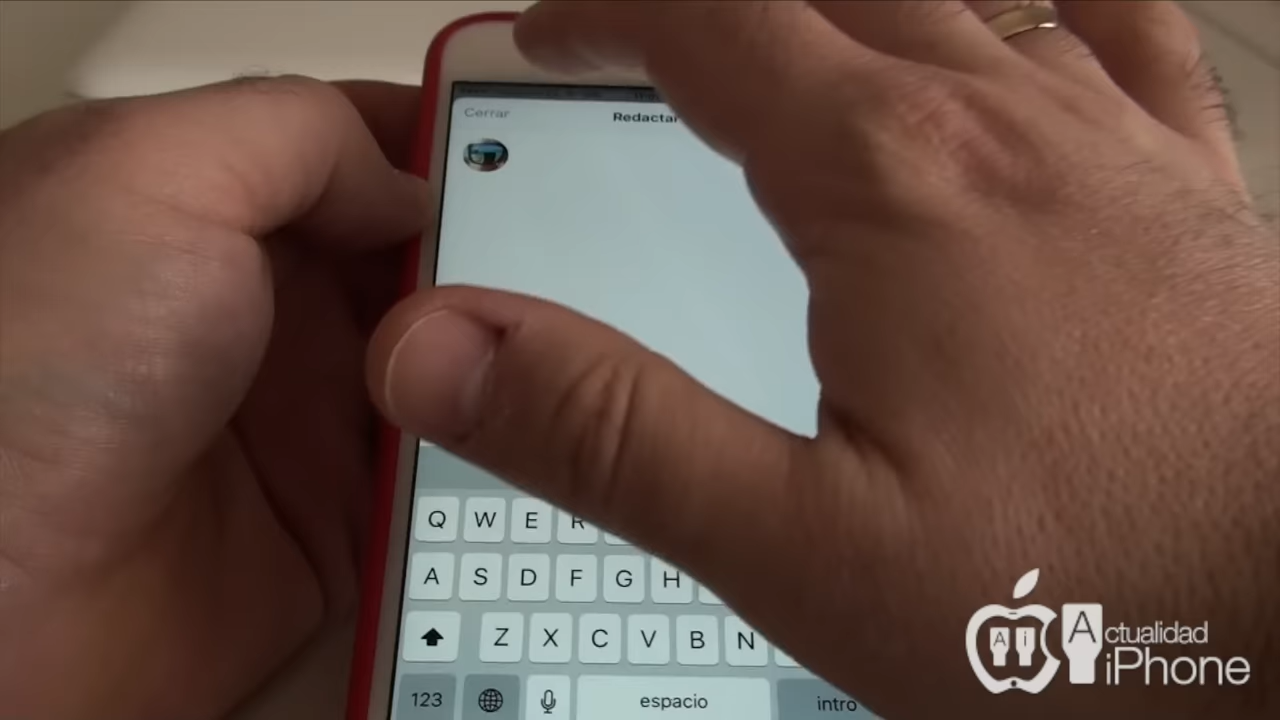 Cerrar
Redactar
Q W E R
A S D F G H
Z X C V B N
123 espacio intro
A i
Actualidad
iPhone